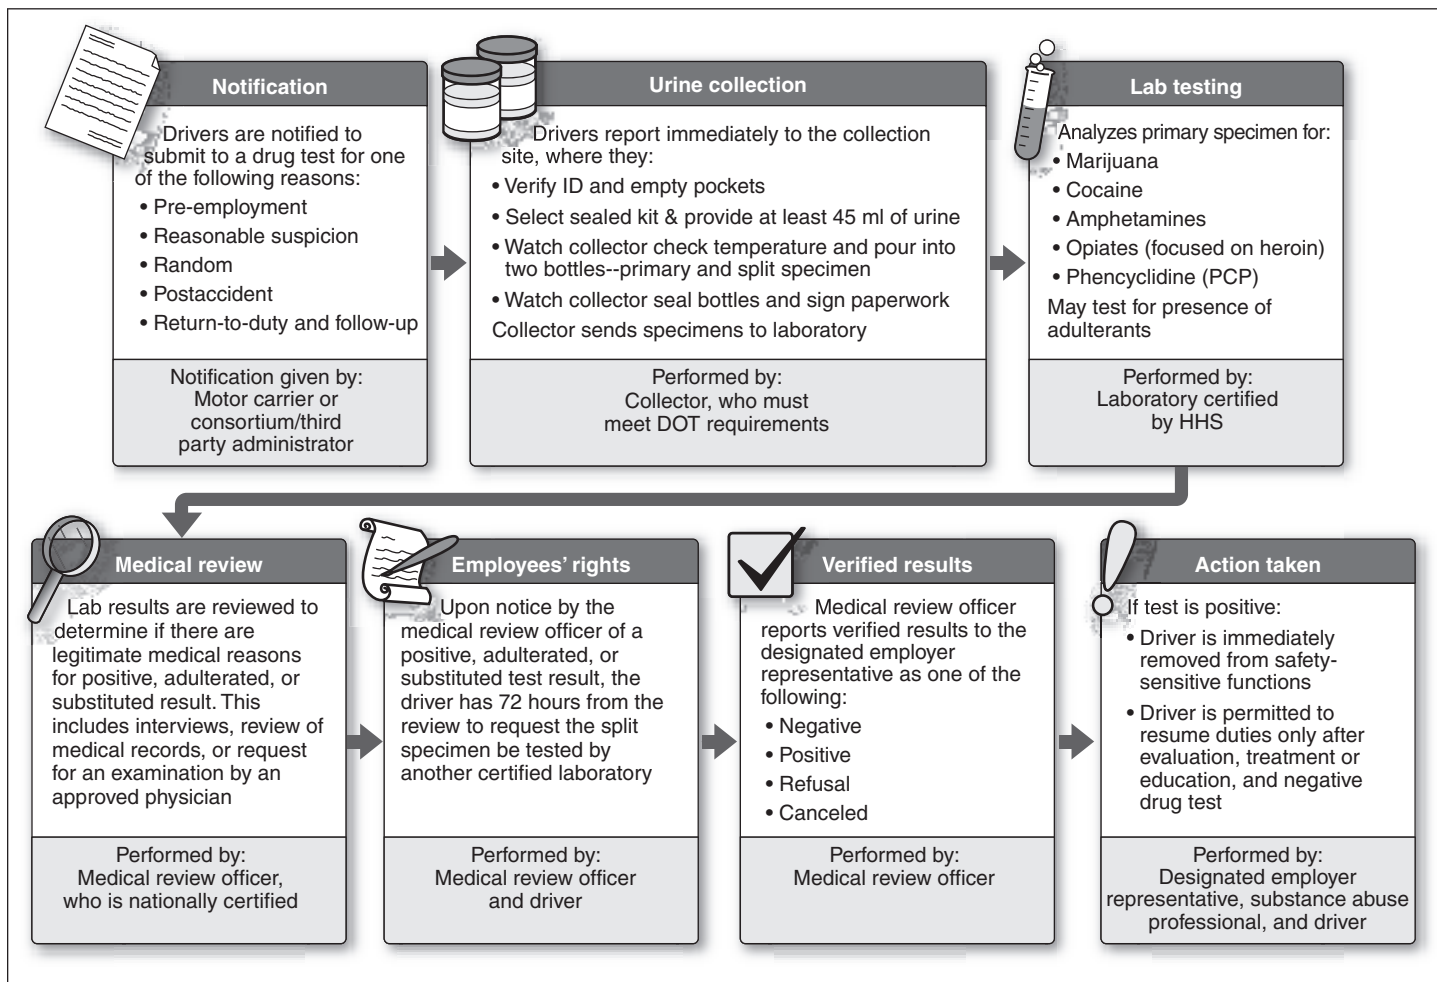 Notification
Drivers are notified to
submit to a drug test for one
of the following reasons:
• Pre-employment
• Reasonable suspicion
• Random
• Postaccident
• Return-to-duty and follow-up
Notification given by:
Motor carrier or
consortium/third
party administrator
Urine collection
Drivers report immediately to the collection
site, where they:
• Verify ID and empty pockets
• Select sealed kit & provide at least 45 ml of urine
• Watch collector check temperature and pour into
two bottles--primary and split specimen
• Watch collector seal bottles and sign paperwork
Collector sends specimens to laboratory
Performed by:
Collector, who must
meet DOT requirements
Lab testing
Analyzes primary specimen for:
• Marijuana
• Cocaine
• Amphetamines
• Opiates (focused on heroin)
• Phencyclidine (PCP)
May test for presence of
adulterants
Performed by:
Laboratory certified
by HHS
Medical review
Lab results are reviewed to
determine if there are
legitimate medical reasons
for positive, adulterated, or
substituted result. This
includes interviews, review of
medical records, or request
for an examination by an
approved physician
Performed by:
Medical review officer,
who is nationally certified
Employees' rights
Upon notice by the
medical review officer of a
positive, adulterated, or
substituted test result, the
driver has 72 hours from the
review to request the split
specimen be tested by
another certified laboratory
Performed by:
Medical review officer
and driver
Verified results
Medical review officer
reports verified results to the
designated employer
representative as one of the
following:
• Negative
• Positive
• Refusal
• Canceled
Performed by:
Medical review officer
Action taken
If test is positive:
• Driver is immediately
removed from safety-
sensitive functions
• Driver is permitted to
resume duties only after
evaluation, treatment or
education, and negative
drug test
Performed by:
Designated employer
representative, substance abuse
professional, and driver